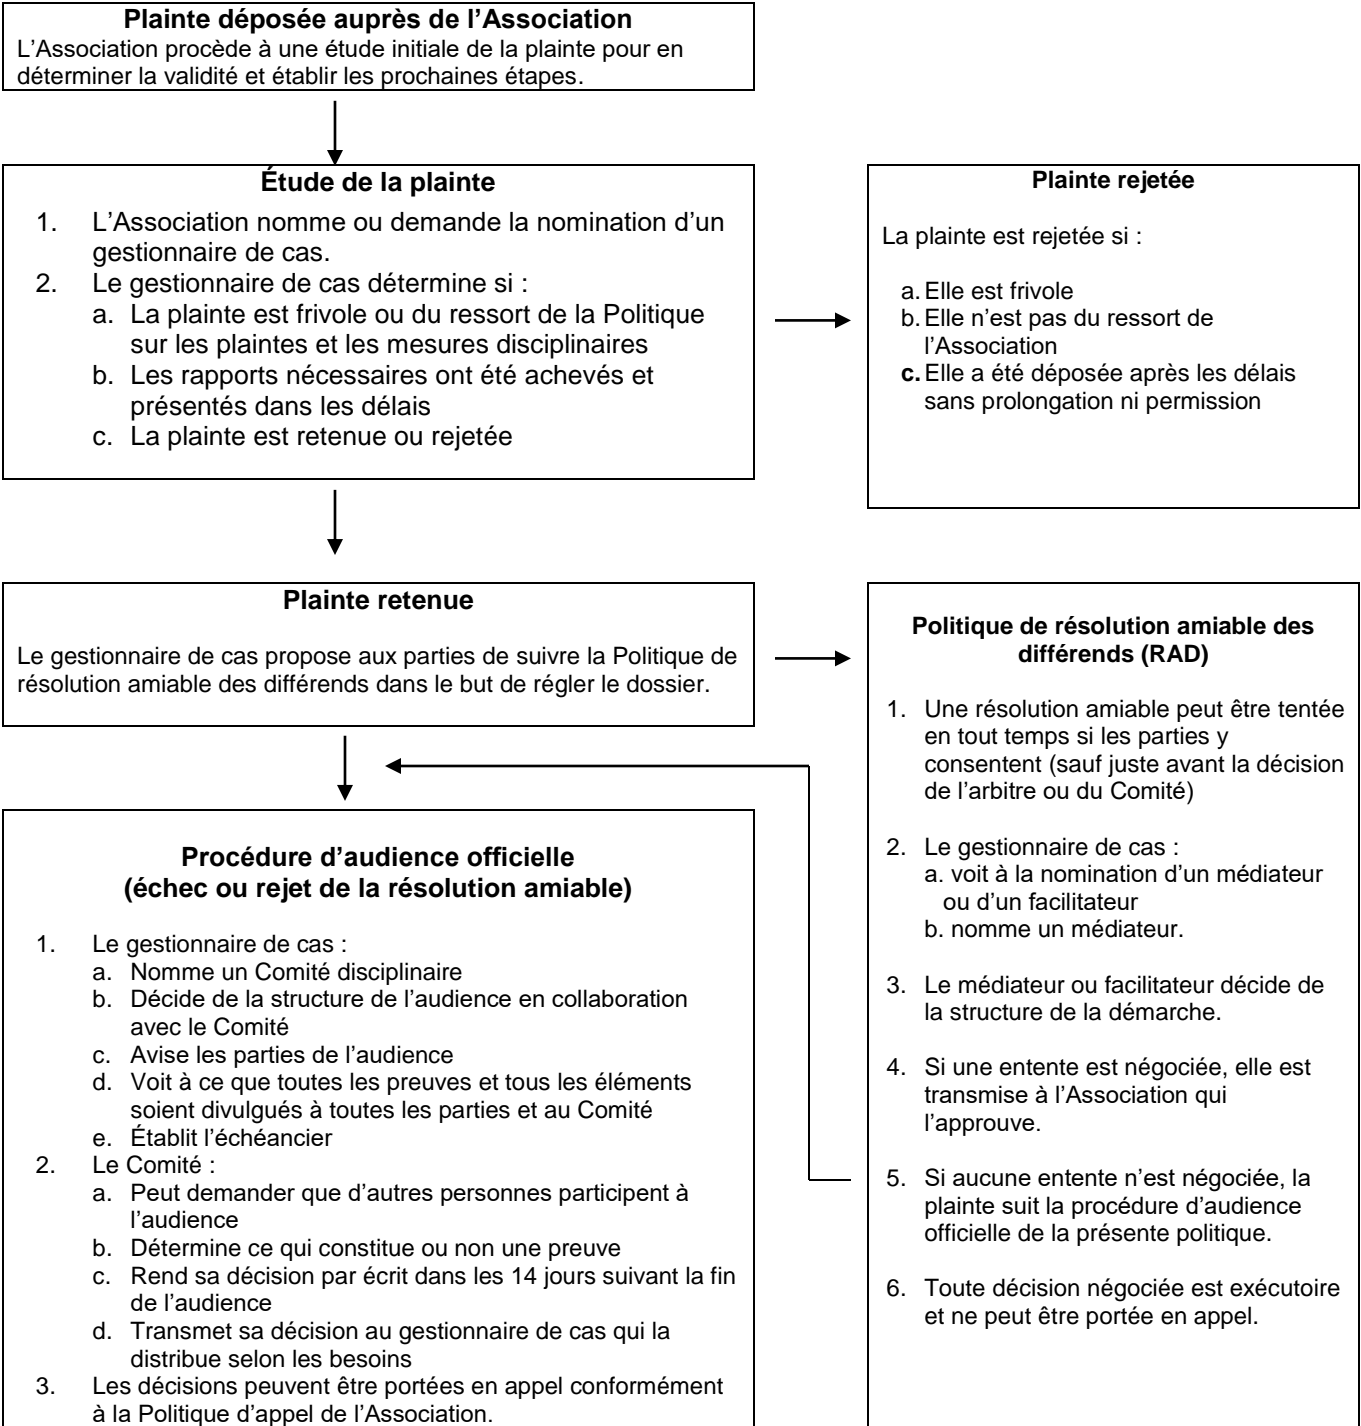 Plainte déposée auprès de l’Association
L’Association procède à une étude initiale de la plainte pour en
déterminer la validité et établir les prochaines étapes.
Étude de la plainte
1. L’Association nomme ou demande la nomination d’un
gestionnaire de cas.
2. Le gestionnaire de cas détermine si :
a. La plainte est frivole ou du ressort de la Politique
sur les plaintes et les mesures disciplinaires
b. Les rapports nécessaires ont été achevés et
présentés dans les délais
c. La plainte est retenue ou rejetée
Plainte rejetée
La plainte est rejetée si :
a. Elle est frivole
b. Elle n’est pas du ressort de
l’Association
c. Elle a été déposée après les délais
sans prolongation ni permission
Plainte retenue
Le gestionnaire de cas propose aux parties de suivre la Politique de
résolution amiable des différends dans le but de régler le dossier.
Politique de résolution amiable des
différends (RAD)
1. Une résolution amiable peut être tentée
en tout temps si les parties y
consentent (sauf juste avant la décision
de l’arbitre ou du Comité)
2. Le gestionnaire de cas :
a. voit à la nomination d’un médiateur
ou d’un facilitateur
b. nomme un médiateur.
3. Le médiateur ou facilitateur décide de
la structure de la démarche.
4. Si une entente est négociée, elle est
transmise à l’Association qui
l’approuve.
5. Si aucune entente n’est négociée, la
plainte suit la procédure d’audience
officielle de la présente politique.
6. Toute décision négociée est exécutoire
et ne peut être portée en appel.
Procédure d’audience officielle
(échec ou rejet de la résolution amiable)
1. Le gestionnaire de cas :
a. Nomme un Comité disciplinaire
b. Décide de la structure de l’audience en collaboration
avec le Comité
c. Avise les parties de l’audience
d. Voit à ce que toutes les preuves et tous les éléments
soient divulgués à toutes les parties et au Comité
e. Établit l’échéancier
2. Le Comité :
a. Peut demander que d’autres personnes participent à
l’audience
b. Détermine ce qui constitue ou non une preuve
c. Rend sa décision par écrit dans les 14 jours suivant la fin
de l’audience
d. Transmet sa décision au gestionnaire de cas qui la
distribue selon les besoins
3. Les décisions peuvent être portées en appel conformément
à la Politique d’appel de l’Association.